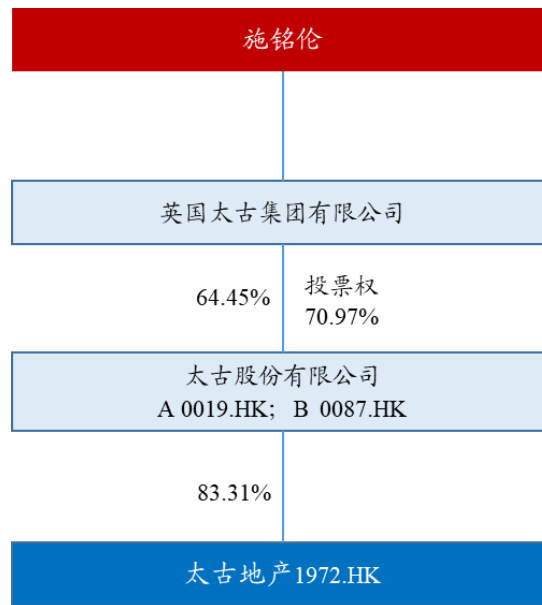 施铭伦
英国太古集团有限公司
64.45%
投票权
70.97%
太古股份有限公司
A 0019.HK； B 0087.HK
83.31%
太古地产1972.HK